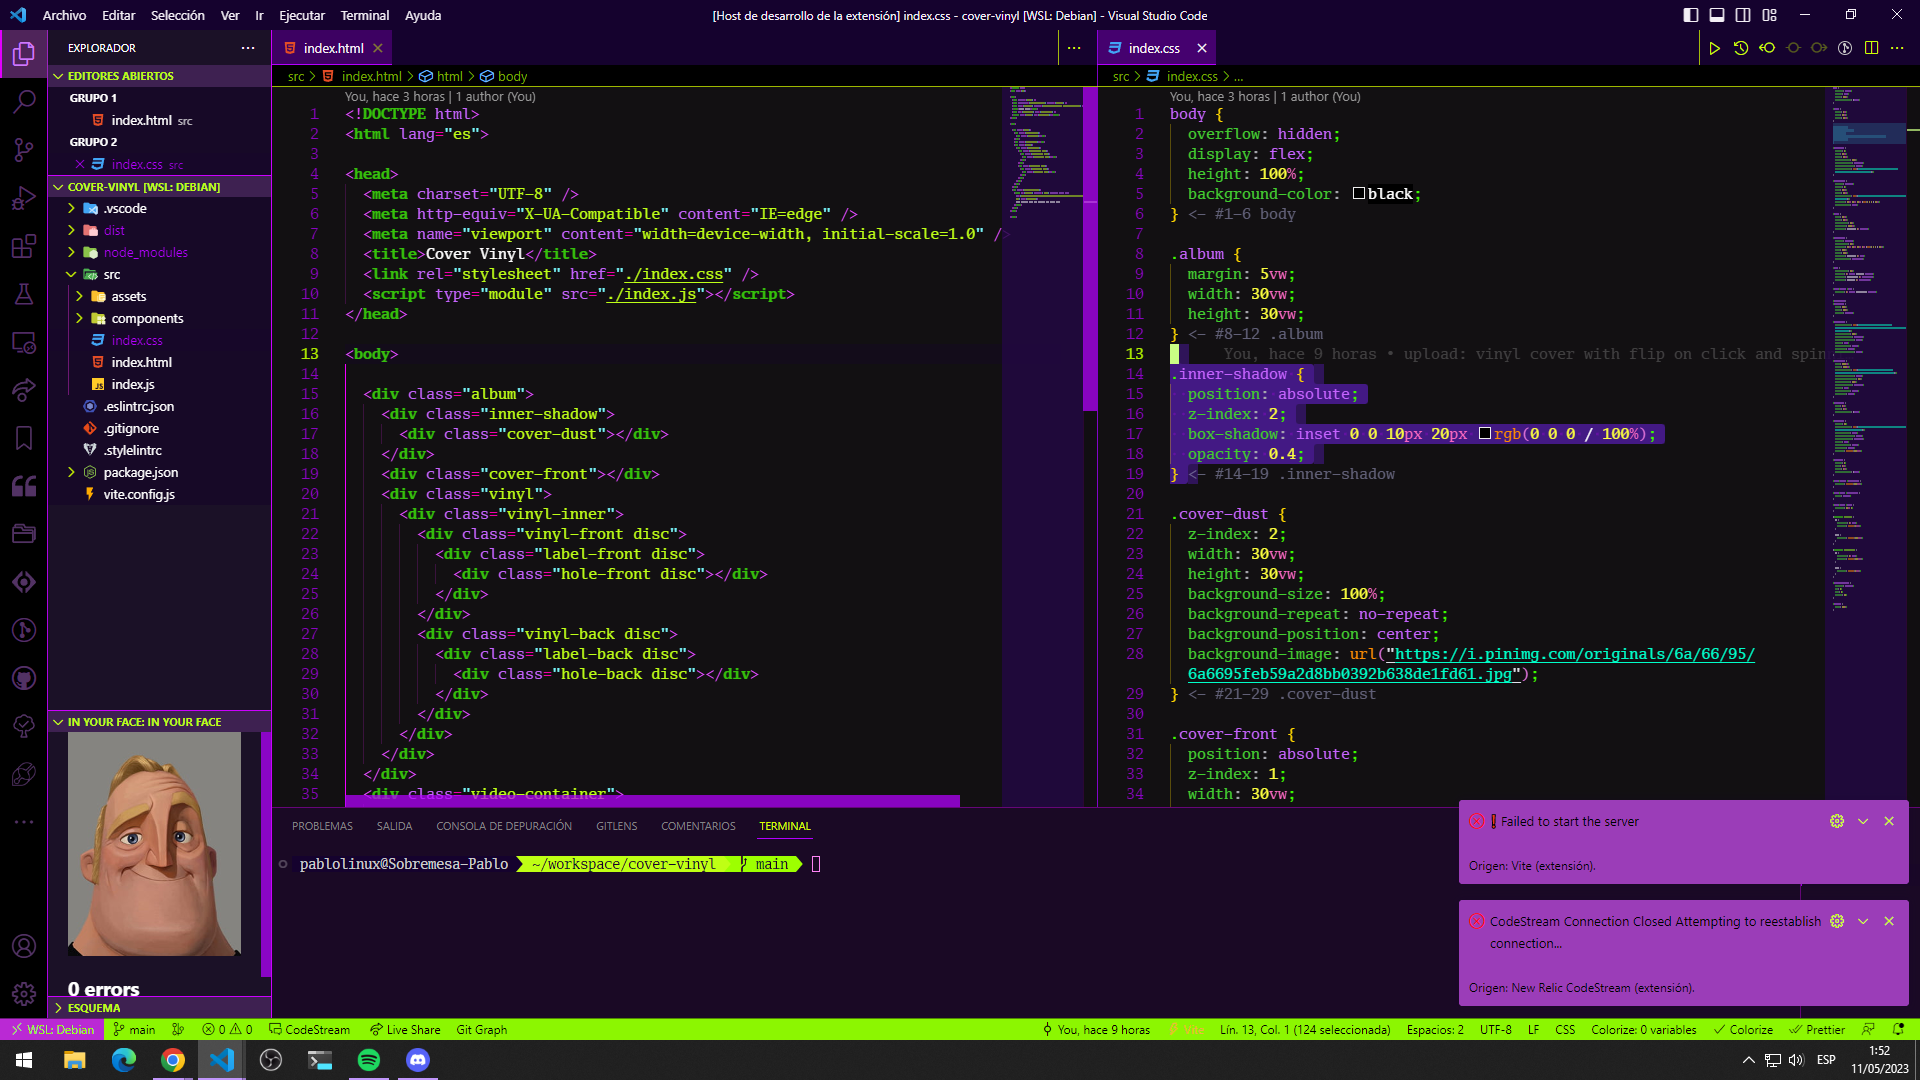 Archivo Editar Selección Ver Ir Ejecutar Terminal Ayuda
[Host de desarrollo de la extensión] index.css - cover-vinyl [WSL: Debian] - Visual Studio Code
EXPLORADOR
EDITORES ABIERTOS
GRUPO 1
index.html src
GRUPO 2
index.css src
COVER-VINYL [WSL: DEBIAN]
.vscode
dist
node_modules
src
assets
components
index.css
index.html
index.js
.eslintrc.json
.gitignore
.stylelintrc
package.json
vite.config.js
IN YOUR FACE: IN YOUR FACE
0 errors
ESQUEMA
index.html
src > index.html > html > body
You, hace 3 horas | 1 author (You)
1 <!DOCTYPE html>
2 <html lang="es">
3
4 <head>
5 <meta charset="UTF-8" />
6 <meta http-equiv="X-UA-Compatible" content="IE=edge" />
7 <meta name="viewport" content="width=device-width, initial-scale=1.0" />
8 <title>Cover Vinyl</title>
9 <link rel="stylesheet" href="./index.css" />
10 <script type="module" src="./index.js"></script>
11 </head>
12
13 <body>
14
15 <div class="album">
16 <div class="inner-shadow">
17 <div class="cover-dust"></div>
18 </div>
19 <div class="cover-front"></div>
20 <div class="vinyl">
21 <div class="vinyl-inner">
22 <div class="vinyl-front disc">
23 <div class="label-front disc">
24 <div class="hole-front disc"></div>
25 </div>
26 </div>
27 <div class="vinyl-back disc">
28 <div class="label-back disc">
29 <div class="hole-back disc"></div>
30 </div>
31 </div>
32 </div>
33 </div>
34 </div>
35 <div class="video-container">
index.css
src > index.css > ...
You, hace 3 horas | 1 author (You)
1 body {
2 overflow: hidden;
3 display: flex;
4 height: 100%;
5 background-color: black;
6 } <- #1-6 body
7
8 .album {
9 margin: 5vw;
10 width: 30vw;
11 height: 30vw;
12 } <- #8-12 .album
13 You, hace 9 horas • upload: vinyl cover with flip on click and spin
14 .inner-shadow {
15 position: absolute;
16 z-index: 2;
17 box-shadow: inset 0 0 10px 20px rgb(0 0 0 / 100%);
18 opacity: 0.4;
19 } <- #14-19 .inner-shadow
20
21 .cover-dust {
22 z-index: 2;
23 width: 30vw;
24 height: 30vw;
25 background-size: 100%;
26 background-repeat: no-repeat;
27 background-position: center;
28 background-image: url("https://i.pinimg.com/originals/6a/66/95/
6a6695feb59a2d8bb0392b638de1fd61.jpg");
29 } <- #21-29 .cover-dust
30
31 .cover-front {
32 position: absolute;
33 z-index: 1;
34 width: 30vw;
PROBLEMAS SALIDA CONSOLA DE DEPURACIÓN GITLENS COMENTARIOS TERMINAL
pablolinux@Sobremesa-Pablo ~/workspace/cover-vinyl main
Failed to start the server
Origen: Vite (extensión).
CodeStream Connection Closed Attempting to reestablish
connection...
Origen: New Relic CodeStream (extensión).
WSL: Debian main 0 0 CodeStream Live Share Git Graph You, hace 9 horas Vite Lín. 13, Col. 1 (124 seleccionada) Espacios: 2 UTF-8 LF CSS Colorize: 0 variables Colorize Prettier
ESP
1:52
11/05/2023